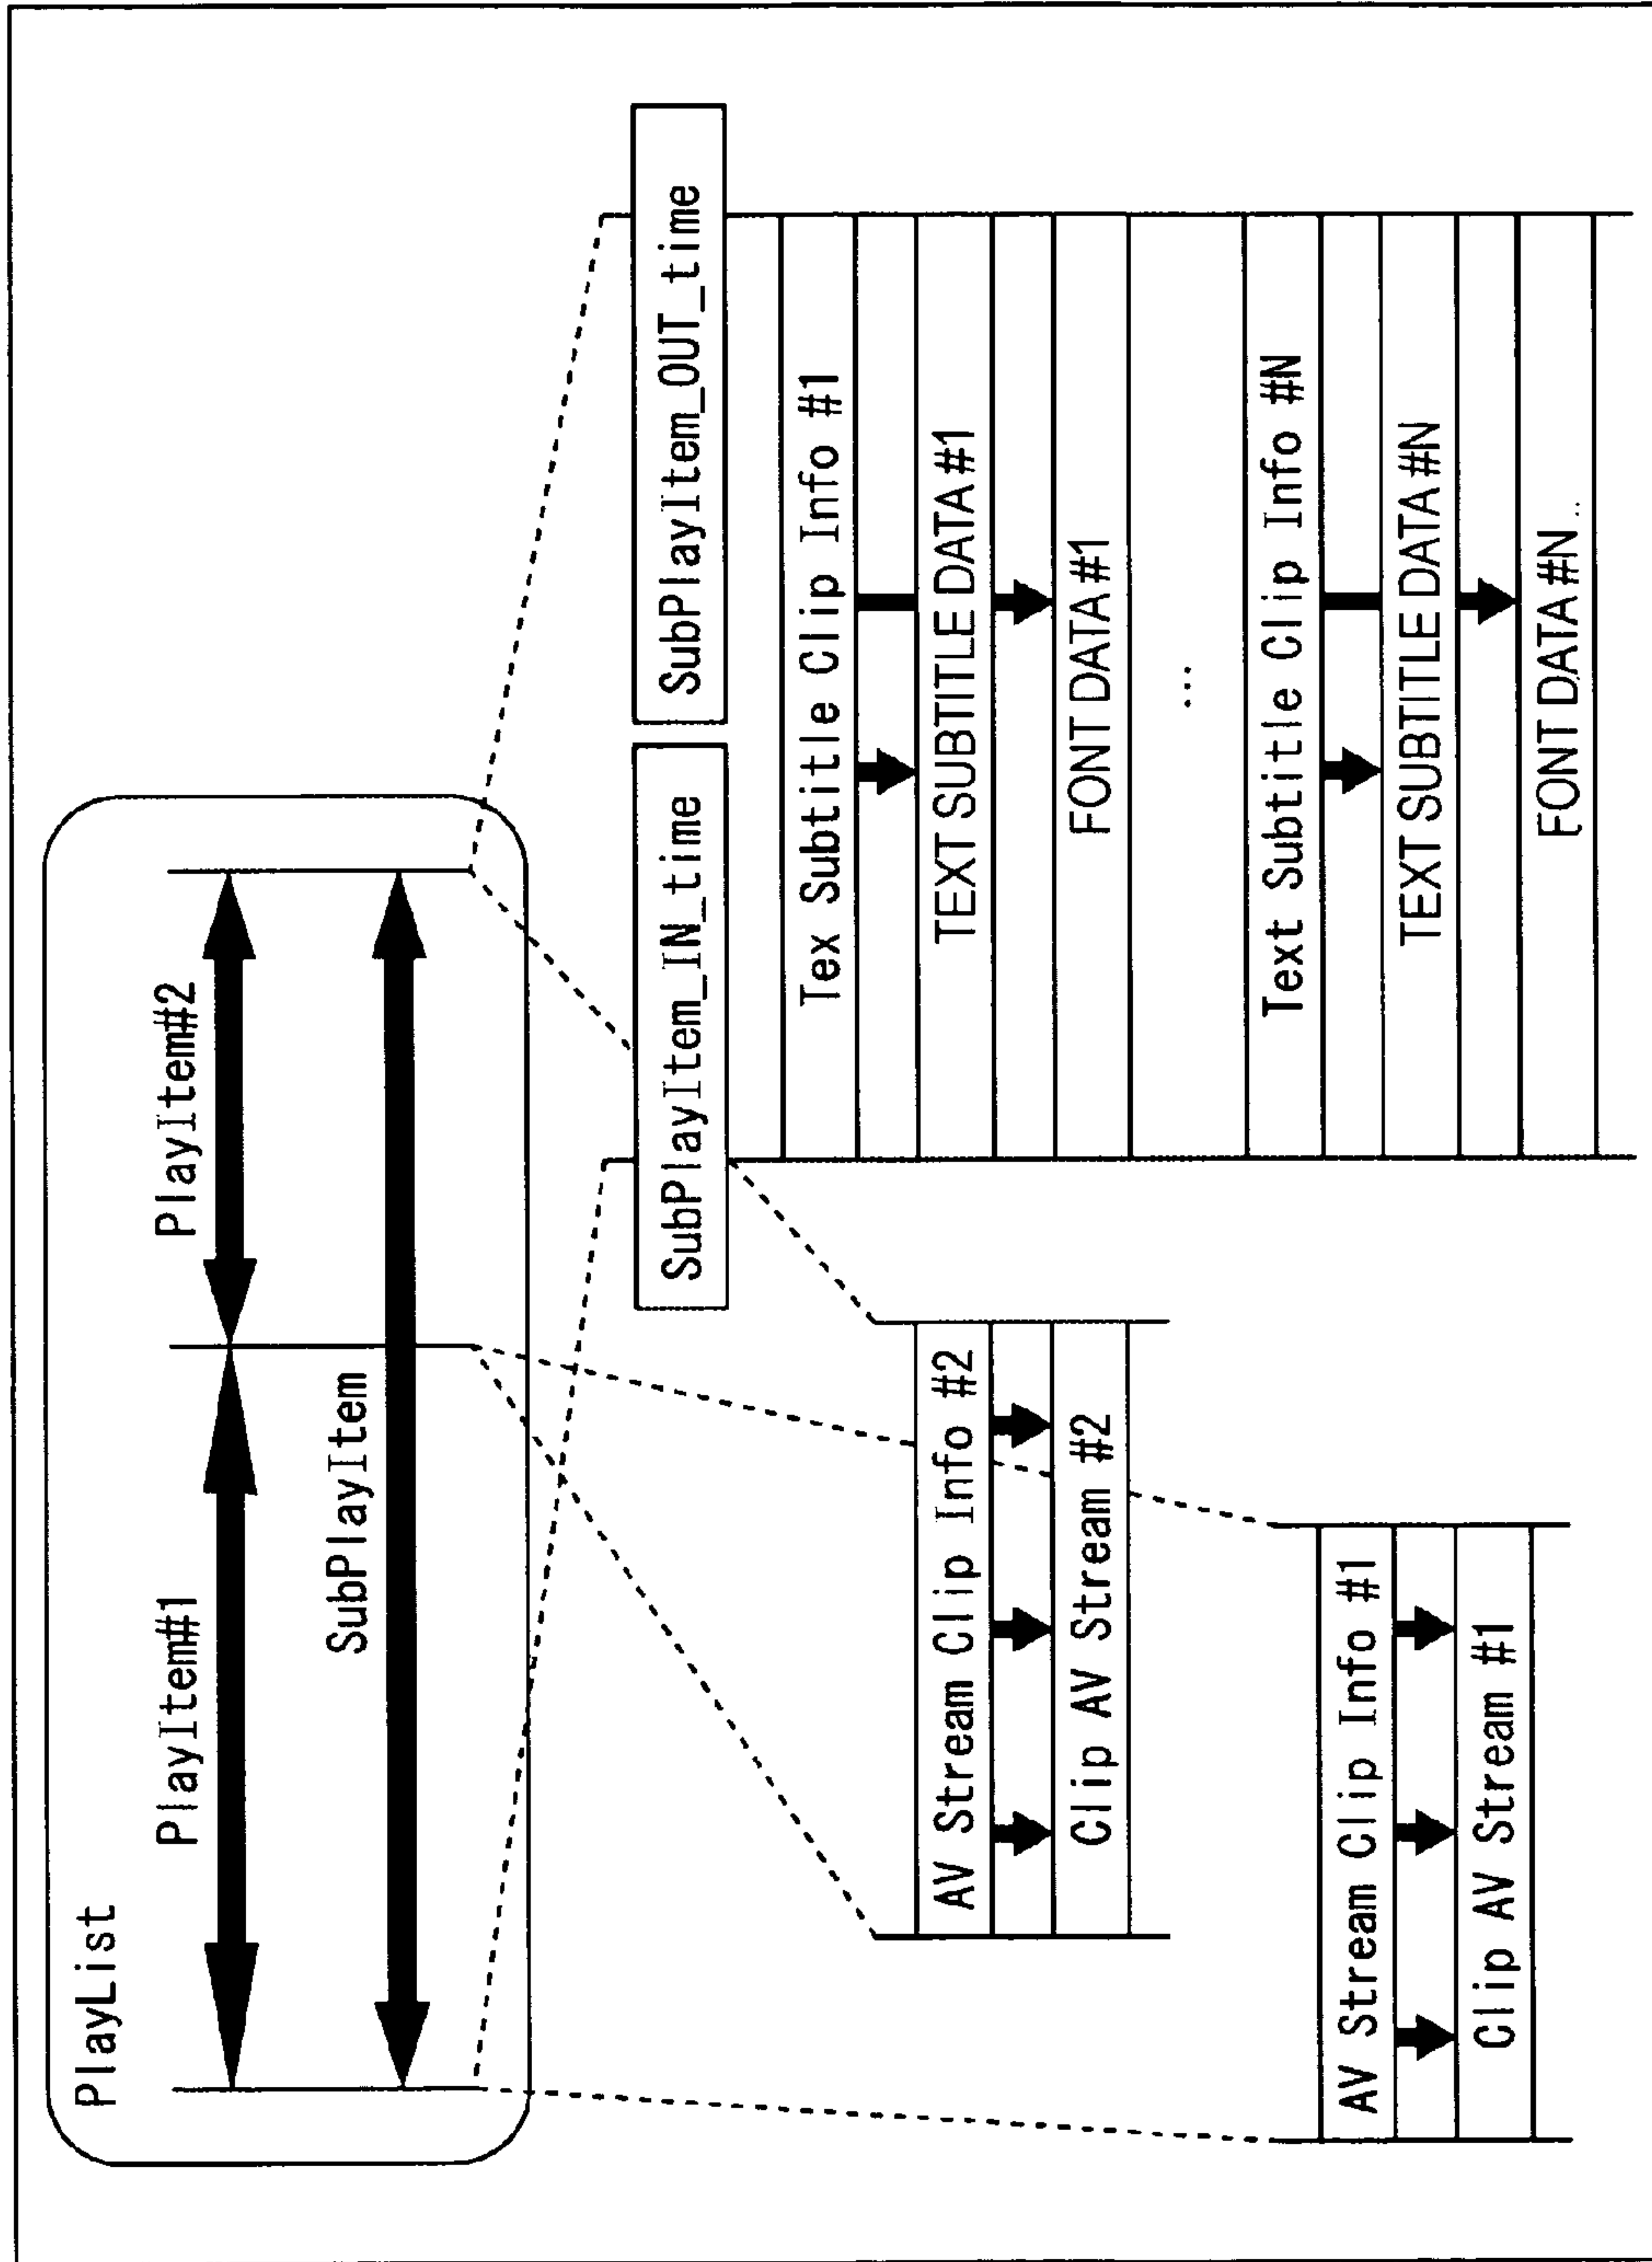 PlayList
PlayItem#1
PlayItem#2
SubPlayItem
SubPlayItem_IN_time
SubPlayItem_OUT_time
Tex Subtitle Clip Info #1
TEXT SUBTITLE DATA #1
FONT DATA #1
...
Text Subtitle Clip Info #N
TEXT SUBTITLE DATA #N
FONT DATA #N
AV Stream Clip Info #2
Clip AV Stream #2
AV Stream Clip Info #1
Clip AV Stream #1